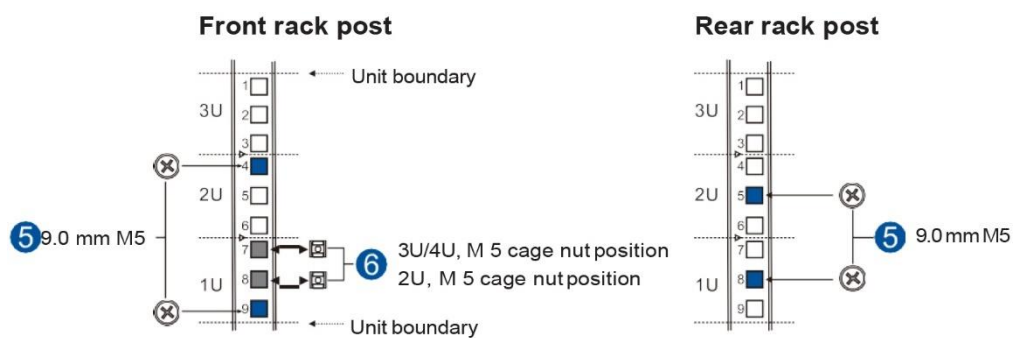 Front rack post
Rear rack post
Unit boundary
1
2
3U
3
4
5
2U
6
5 9.0 mm M5
7
8
1U
9
6
3U/4U, M 5 cage nut position
2U, M 5 cage nut position
Unit boundary
1
2
3U
3
4
5
2U
6
7
8
1U
9
5 9.0 mm M5